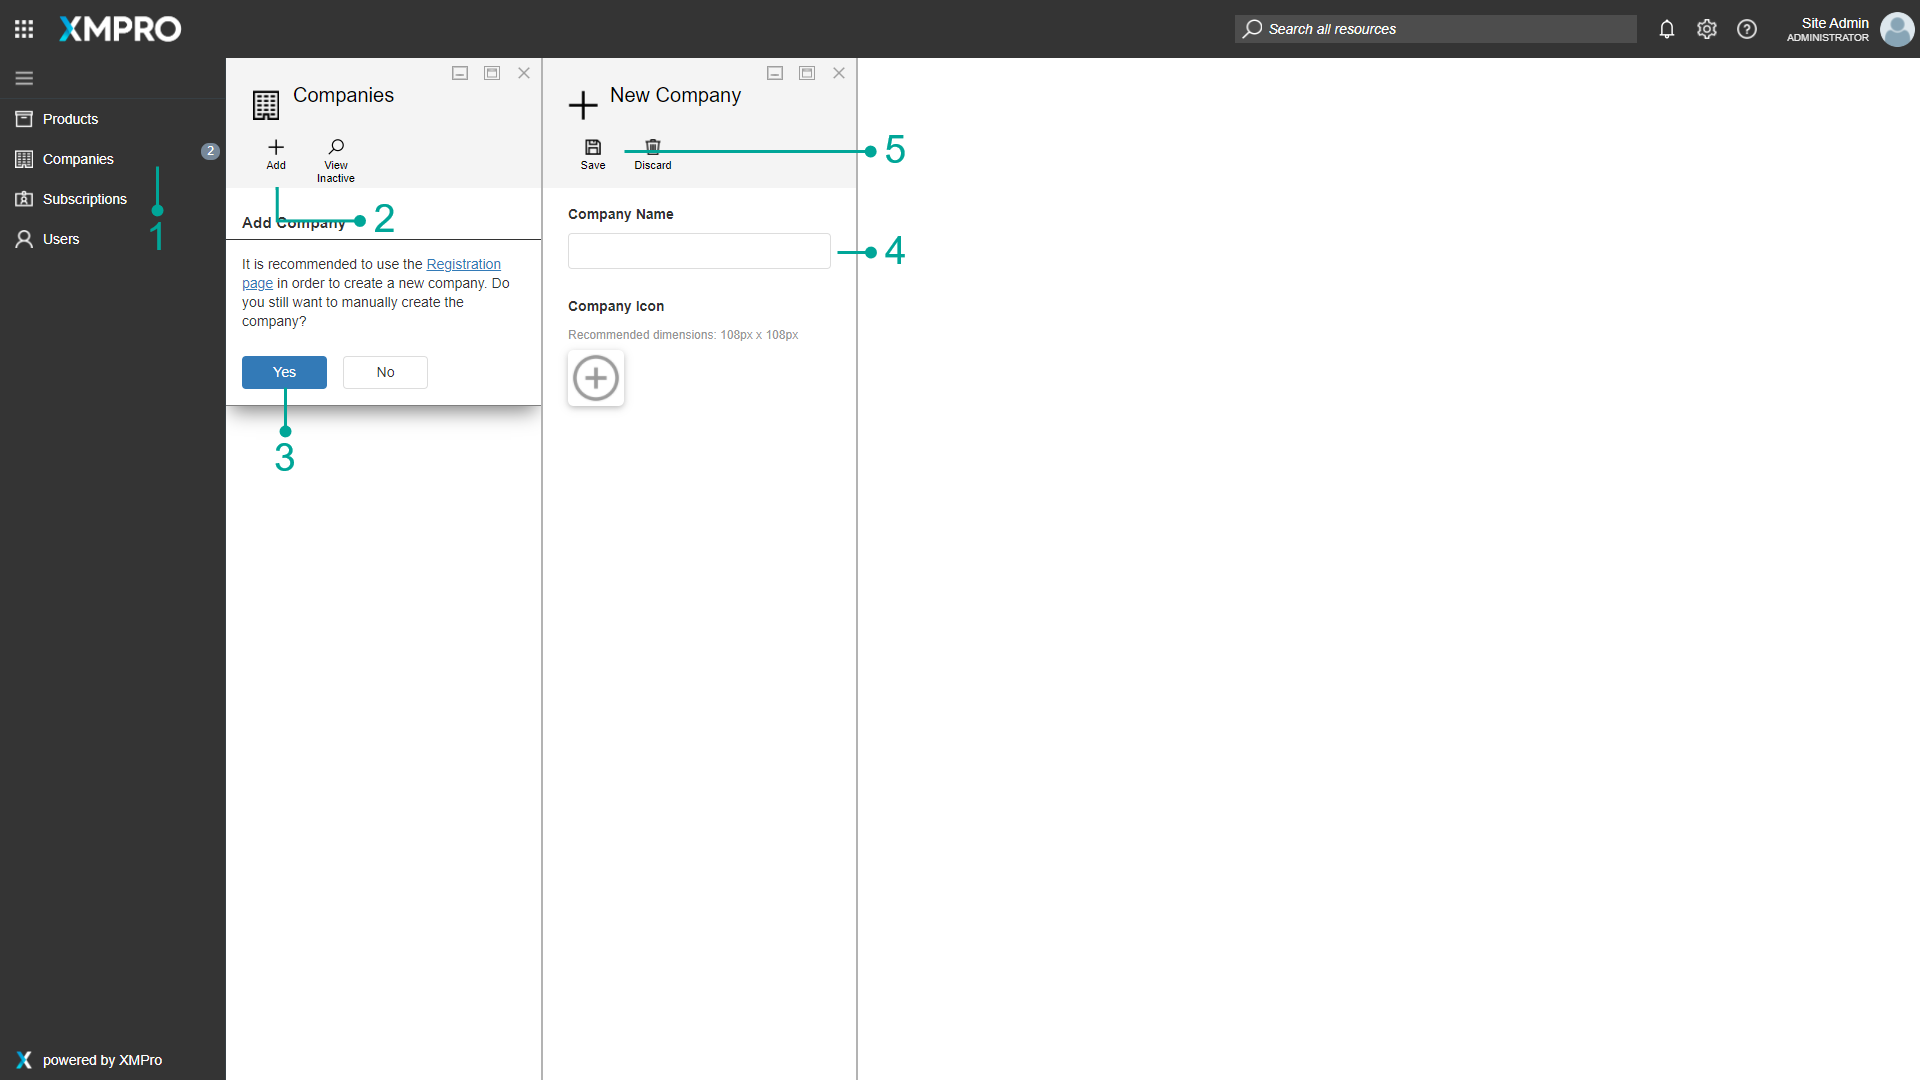 XMPRO
Search all resources
Site Admin
ADMINISTRATOR
Products
Companies
2
Subscriptions
Users
1
powered by XMPro
Companies
Add
View
Inactive
2
Add Company
It is recommended to use the Registration
page in order to create a new company. Do
you still want to manually create the
company?
Yes
No
3
New Company
Save
Discard
5
Company Name
4
Company Icon
Recommended dimensions: 108px x 108px